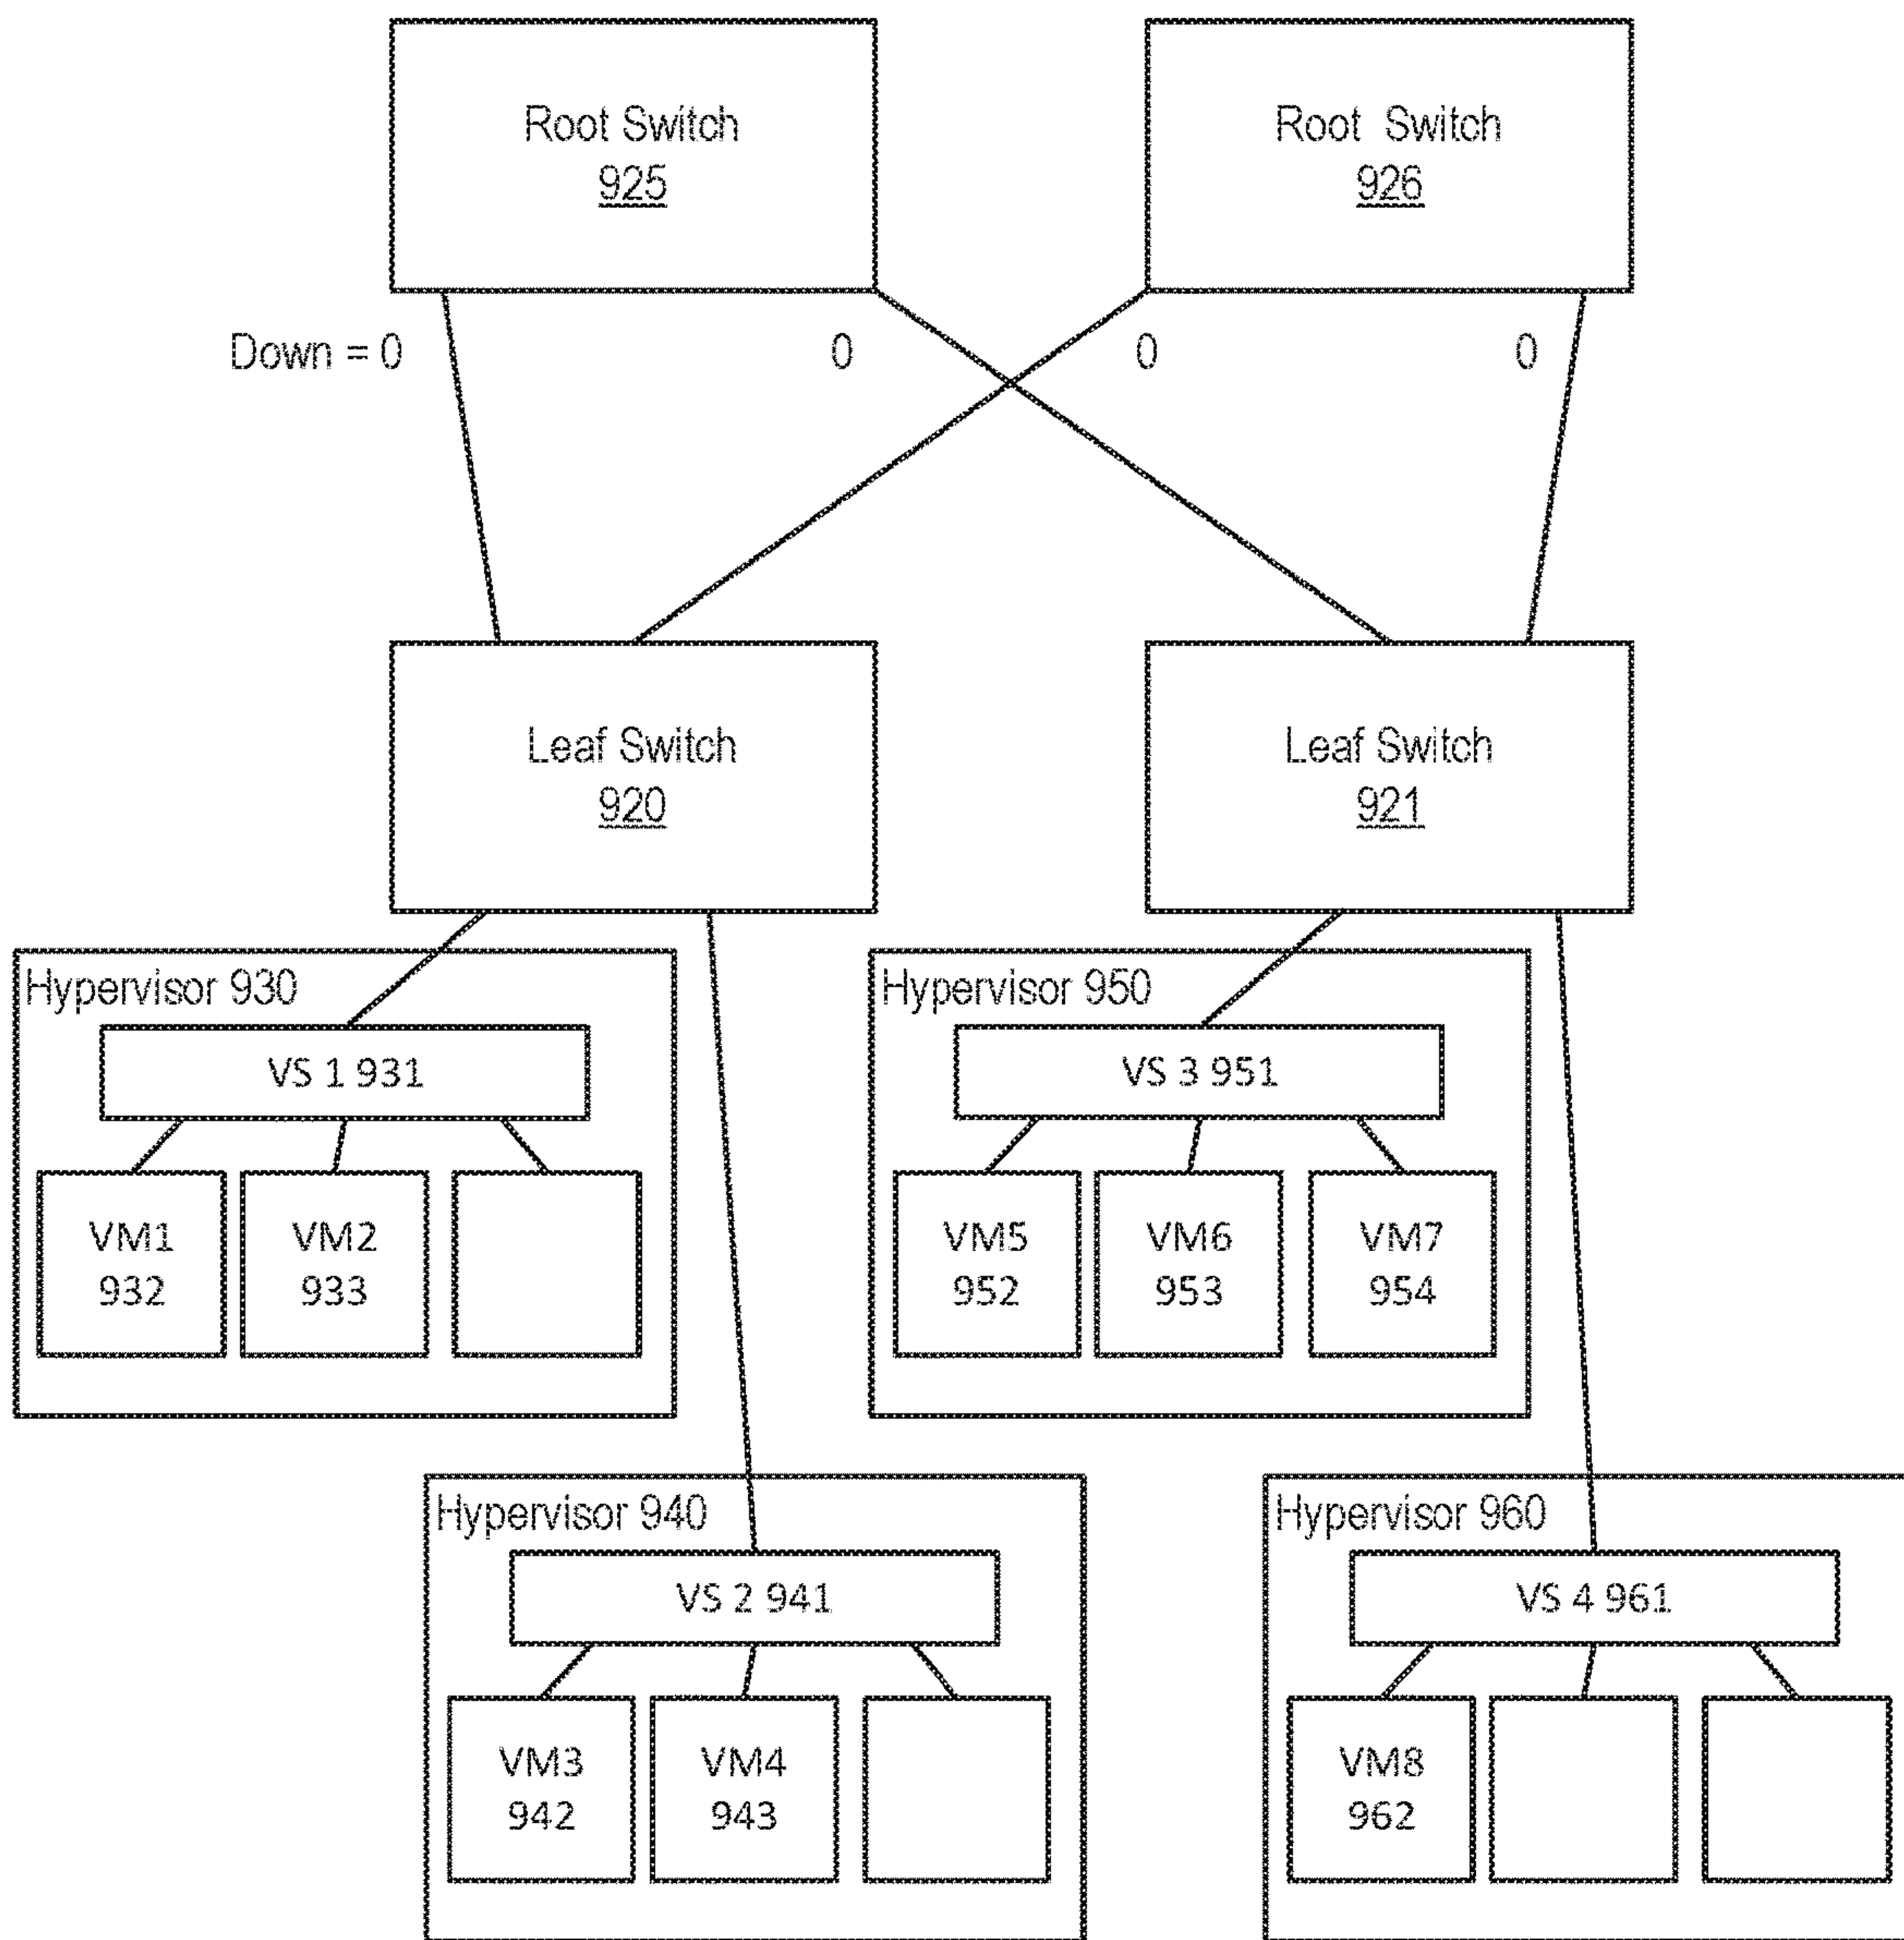 Root Switch
925
Root Switch
926
Down = 0
0
0
0
Leaf Switch
920
Leaf Switch
921
Hypervisor 930
VS 1 931
VM1
932
VM2
933
Hypervisor 950
VS 3 951
VM5
952
VM6
953
VM7
954
Hypervisor 940
VS 2 941
VM3
942
VM4
943
Hypervisor 960
VS 4 961
VM8
962